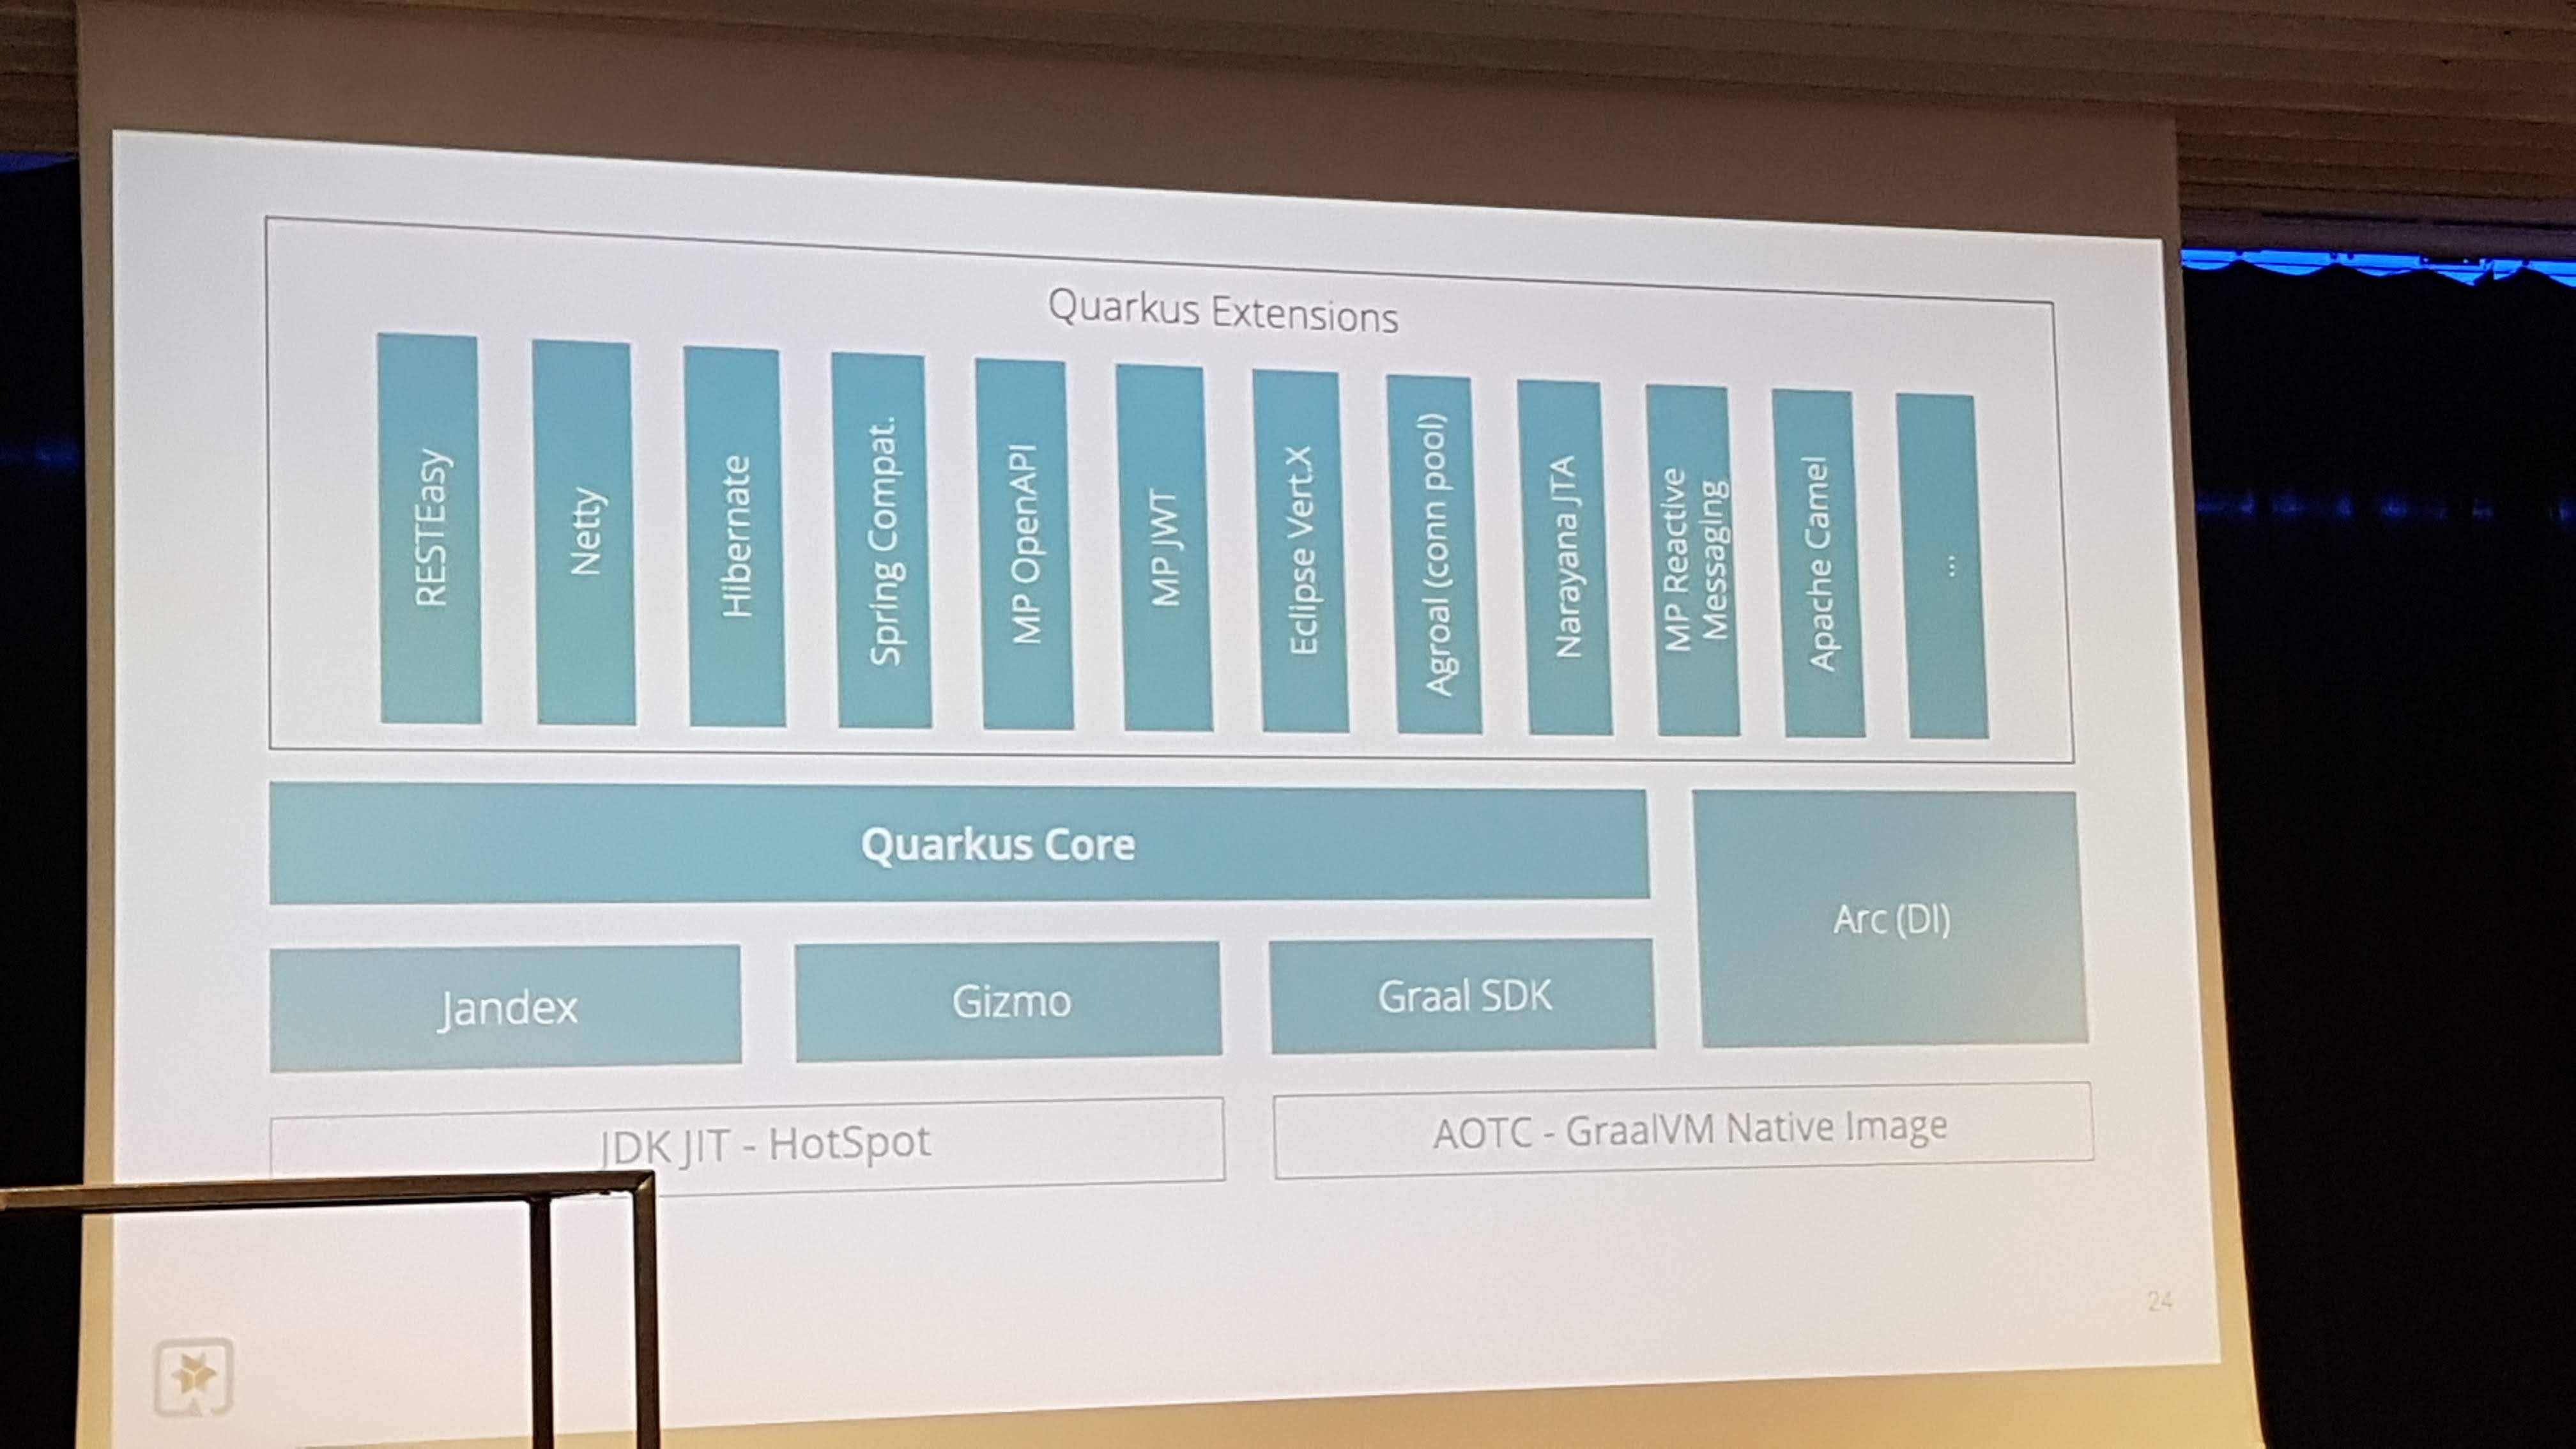 Quarkus Extensions
RESTEasy
Netty
Hibernate
Spring Compat.
MP OpenAPI
MP JWT
Eclipse Vert.X
Agroal (conn pool)
Narayana JTA
MP Reactive
Messaging
Apache Camel
...
Quarkus Core
Arc (DI)
Jandex
Gizmo
Graal SDK
JDK JIT - HotSpot
AOTC - GraalVM Native Image
24